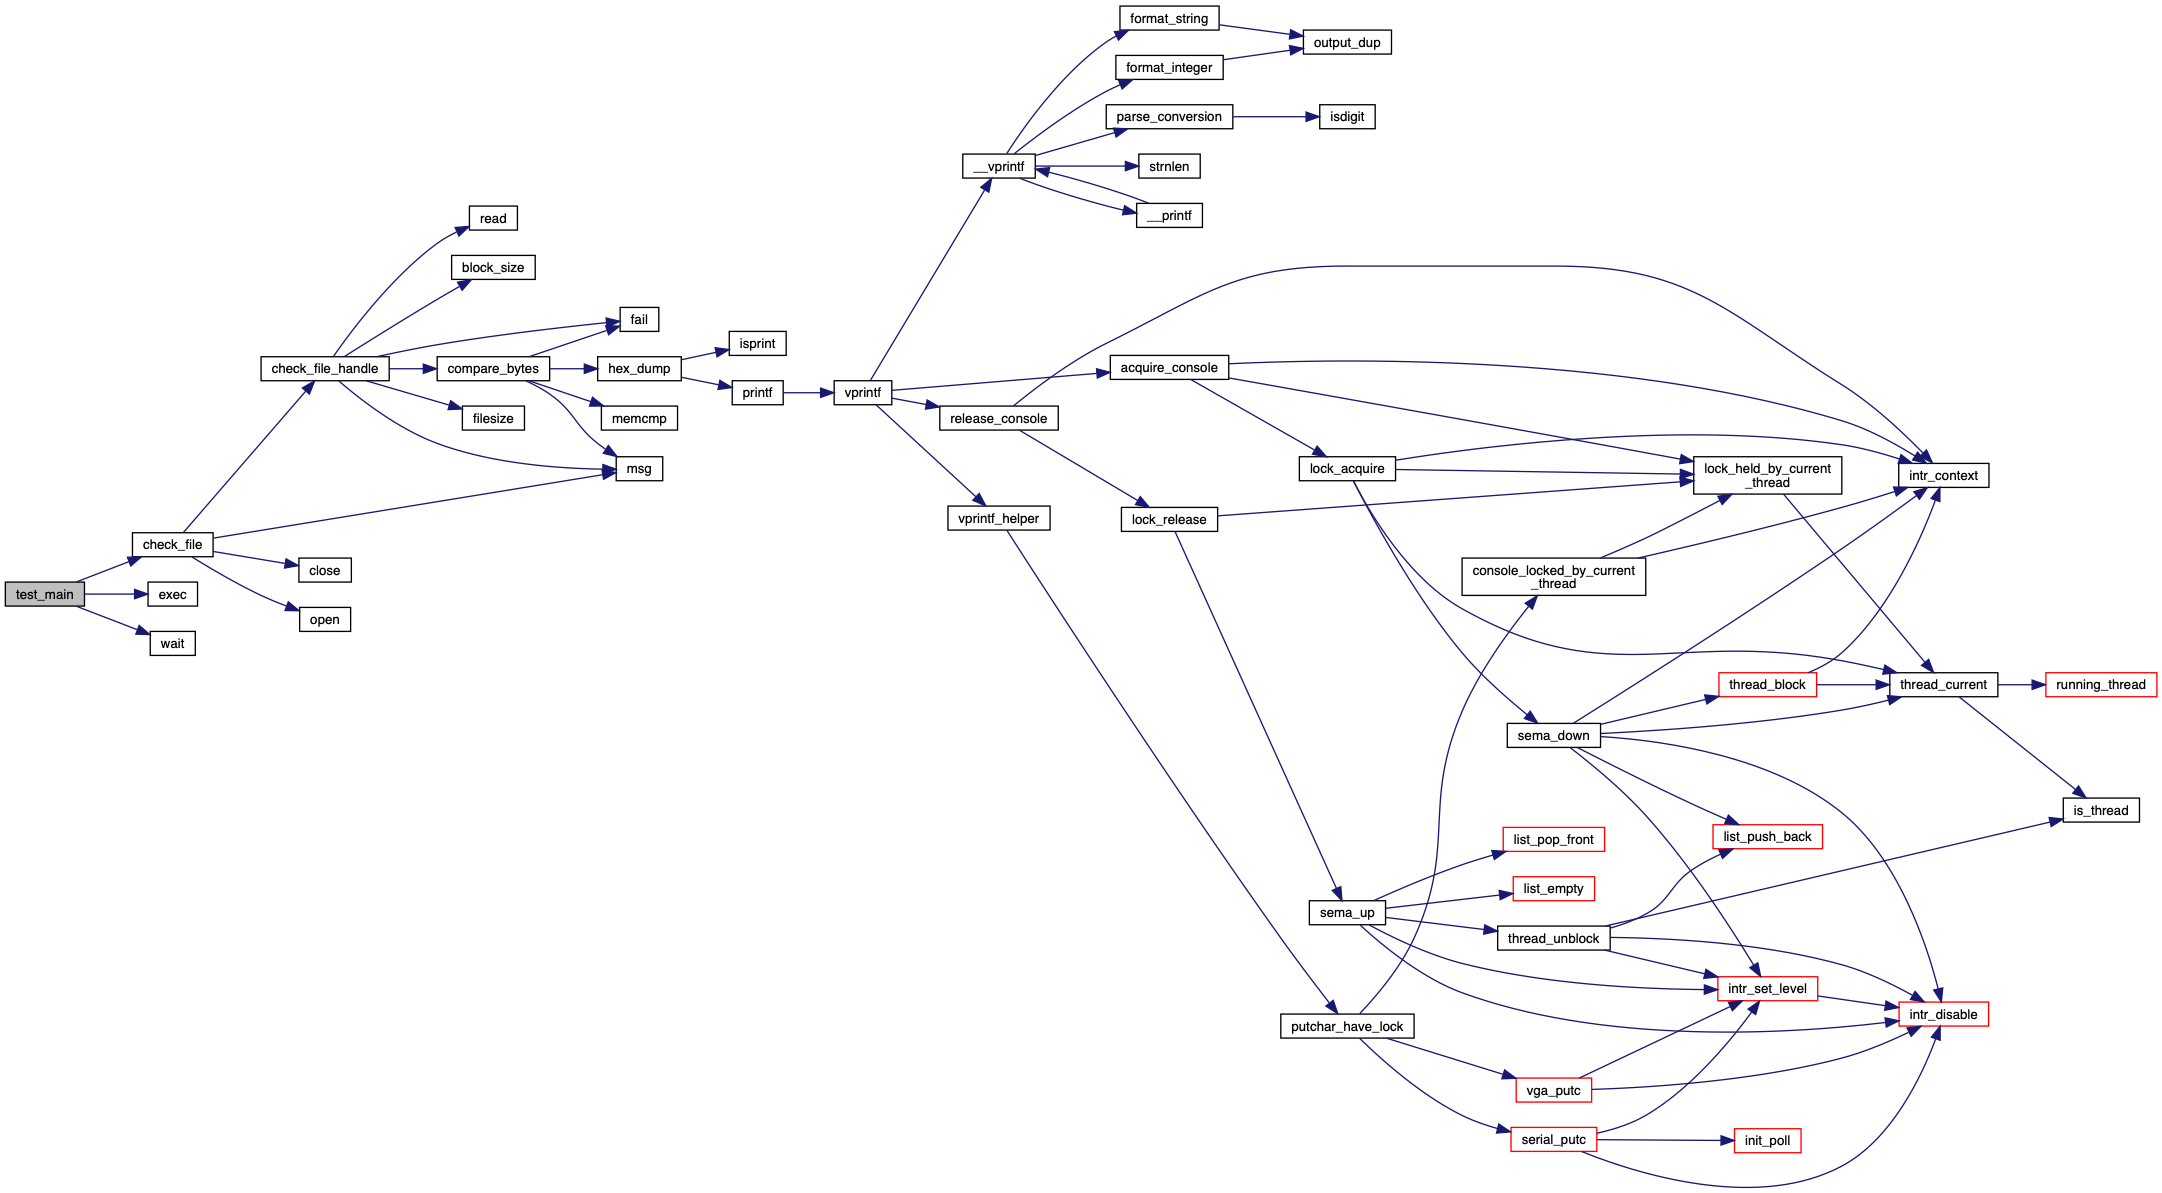 test_main
check_file
exec
wait
check_file_handle
close
open
read
block_size
compare_bytes
filesize
fail
hex_dump
memcmp
msg
isprint
printf
vprintf
__vprintf
release_console
vprintf_helper
format_string
format_integer
parse_conversion
strnlen
__printf
acquire_console
lock_release
output_dup
isdigit
lock_acquire
sema_up
putchar_have_lock
console_locked_by_current
_thread
sema_down
list_pop_front
list_empty
thread_unblock
vga_putc
serial_putc
lock_held_by_current
_thread
thread_block
list_push_back
intr_set_level
init_poll
intr_context
thread_current
intr_disable
running_thread
is_thread